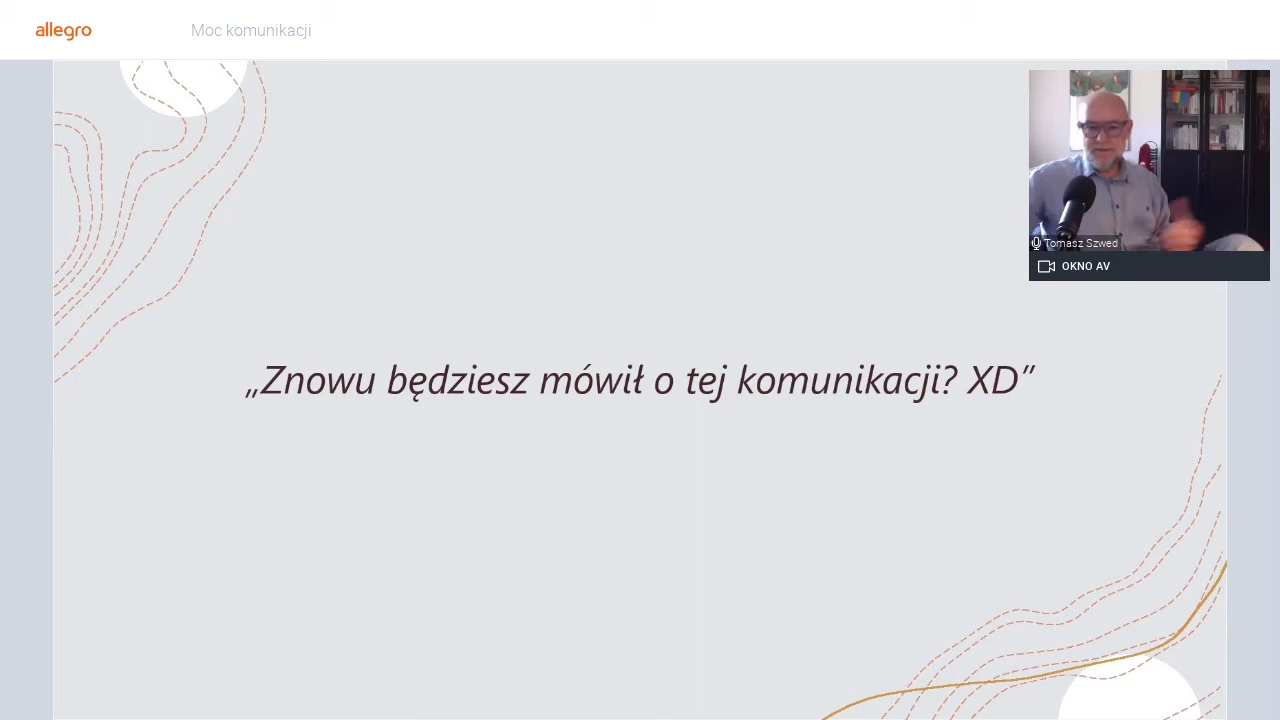 allegro
Moc komunikacji
„Znowu będziesz mówił o tej komunikacji? XD”
Tomasz Szwed
OKNO AV